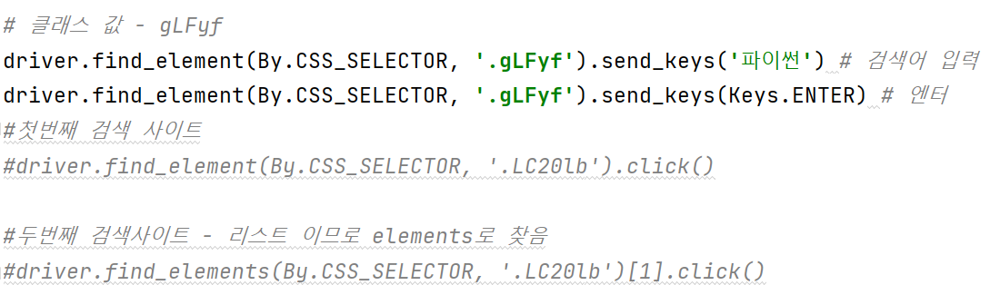 # 클래스 값 - gLFyf
driver.find_element(By.CSS_SELECTOR, '.gLFyf').send_keys('파이썬') # 검색어 입력
driver.find_element(By.CSS_SELECTOR, '.gLFyf').send_keys(Keys.ENTER) # 엔터
#첫번째 검색 사이트
#driver.find_element(By.CSS_SELECTOR, '.LC20lb').click()
#두번째 검색사이트 - 리스트 이므로 elements로 찾음
#driver.find_elements(By.CSS_SELECTOR, '.LC20lb')[1].click()